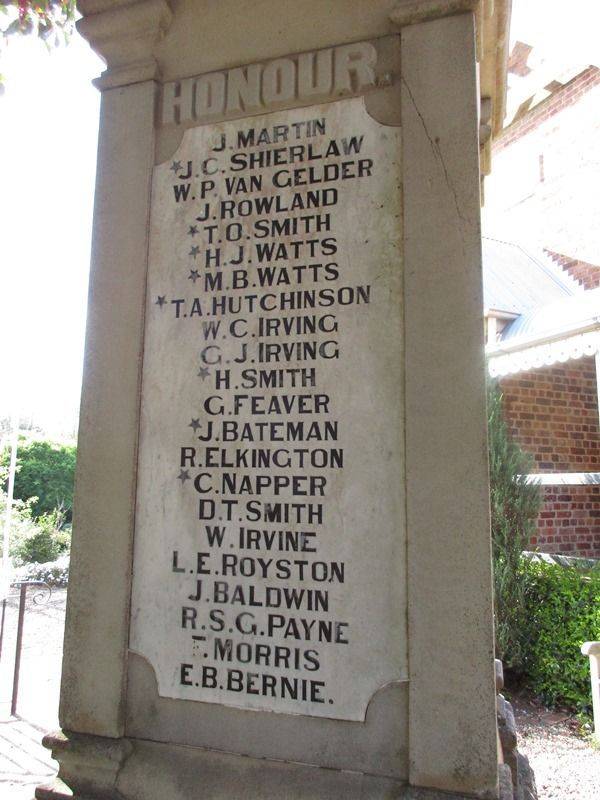 HONOUR.
J. MARTIN
*J. C. SHIERLAW
W. P. VAN GELDER
J. ROWLAND
*T. O. SMITH
*H. J. WATTS
*M. B. WATTS
*T. A. HUTCHINSON
W. C. IRVING
G. J. IRVING
*H. SMITH
G. FEAVER
*J. BATEMAN
R. ELKINGTON
*C. NAPPER
D. T. SMITH
W. IRVINE
L. E. ROYSTON
J. BALDWIN
R. S. G. PAYNE
MORRIS
E. B. BERNIE.